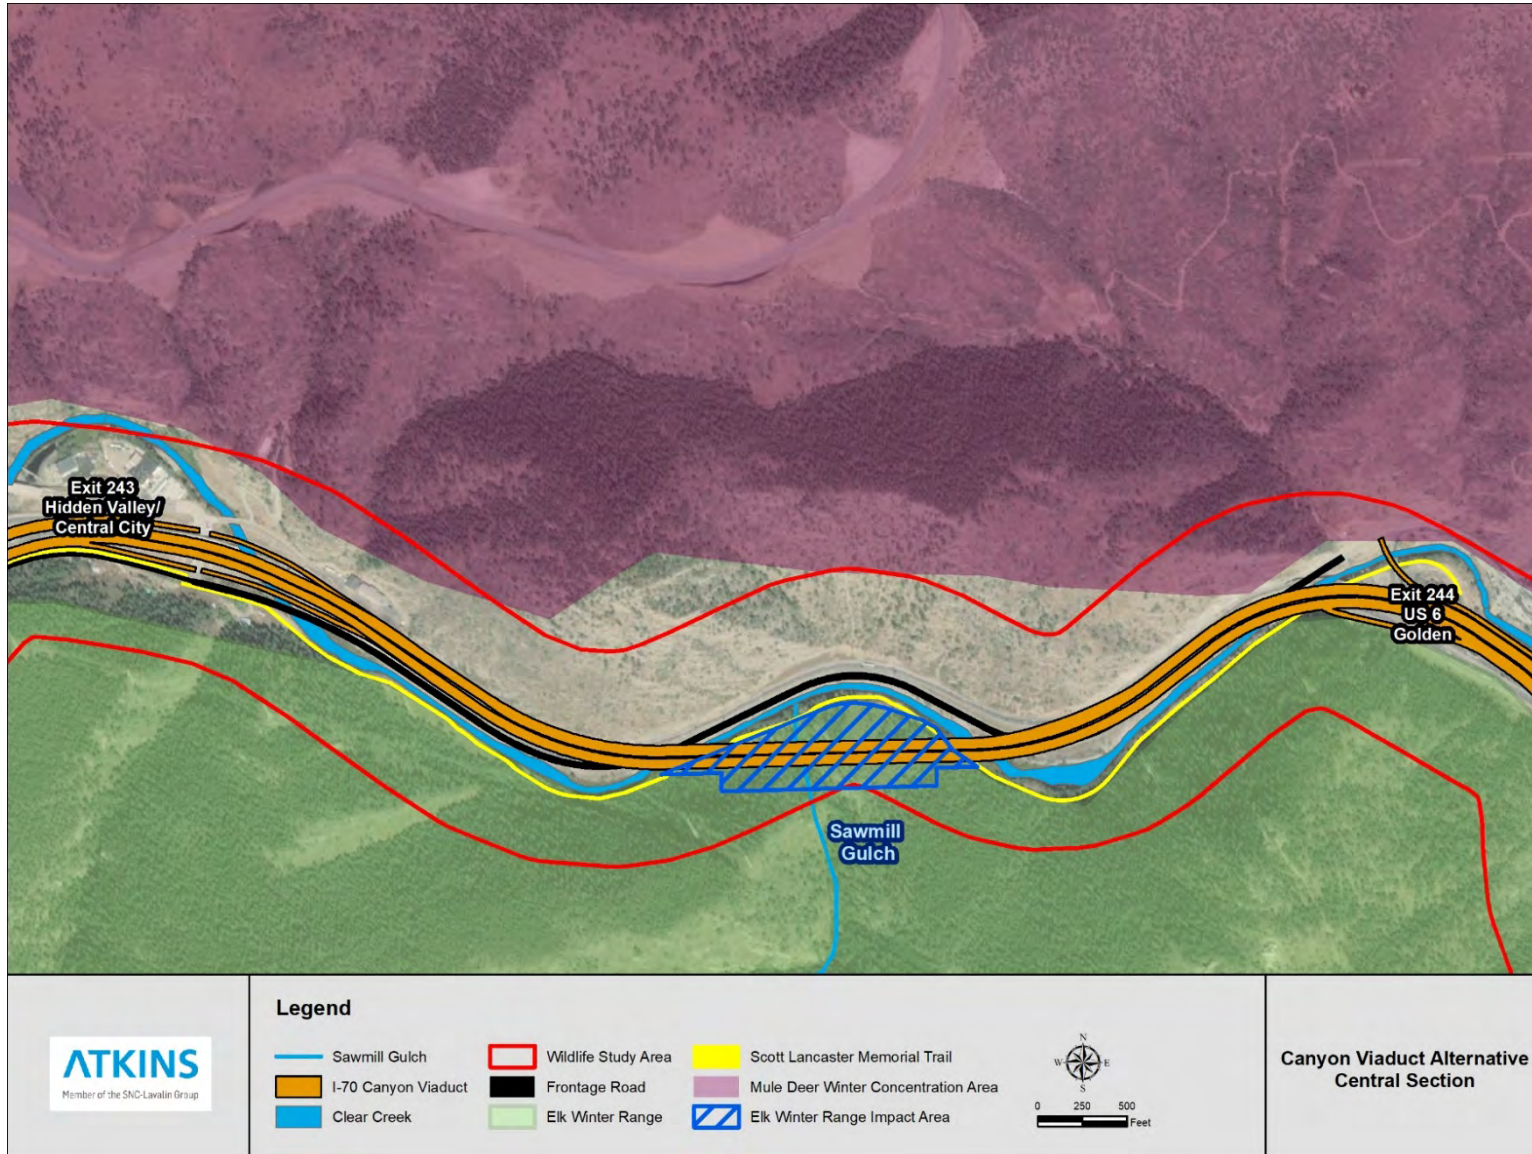 Exit 243
Hidden Valley/
Central City
Exit 244
US 6
Golden
Sawmill
Gulch
ATKINS
Member of the SNC-Lavalin Group
Legend
Sawmill Gulch
I-70 Canyon Viaduct
Clear Creek
Wildlife Study Area
Frontage Road
Elk Winter Range
Scott Lancaster Memorial Trail
Mule Deer Winter Concentration Area
Elk Winter Range Impact Area
N
W E
S
0 250 500
Feet
Canyon Viaduct Alternative
Central Section